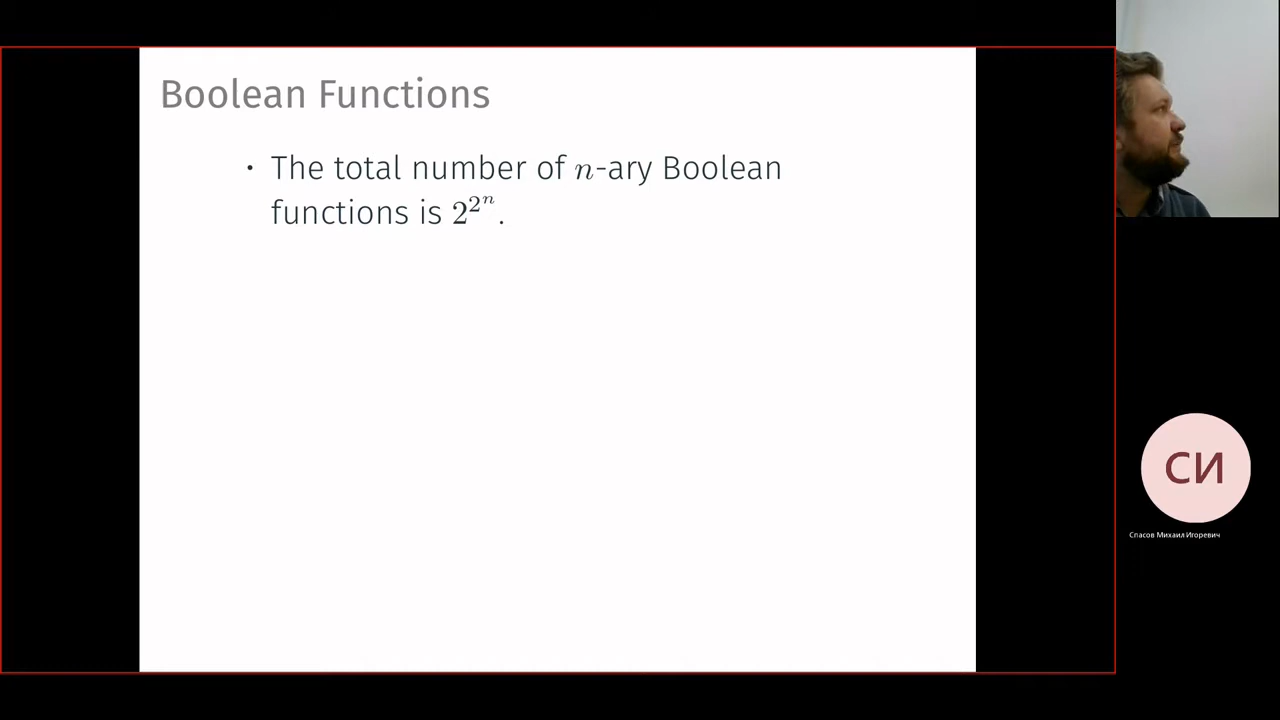 Boolean Functions
· The total number of n-ary Boolean
functions is 2^{2^n}.
СИ
Спасов Михаил Игоревич